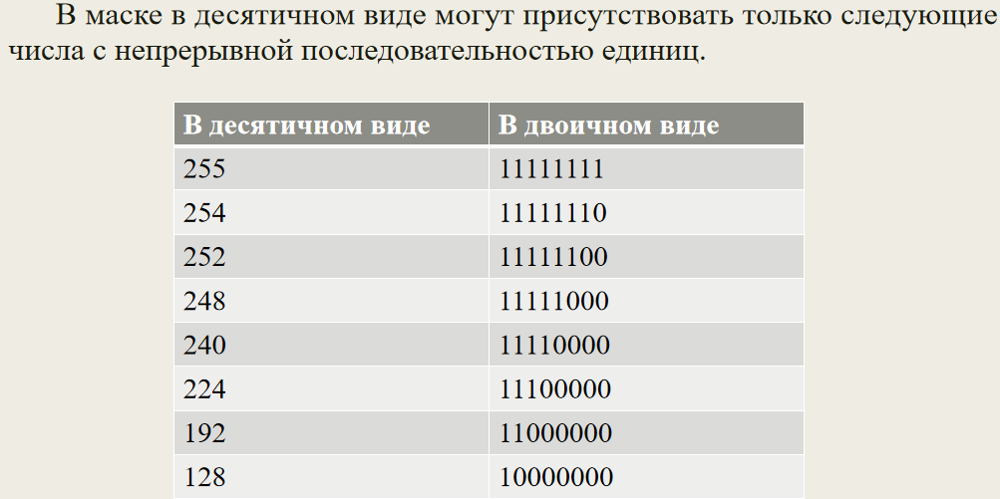 В маске в десятичном виде могут присутствовать только следующие
числа с непрерывной последовательностью единиц.
В десятичном виде В двоичном виде
255 11111111
254 11111110
252 11111100
248 11111000
240 11110000
224 11100000
192 11000000
128 10000000